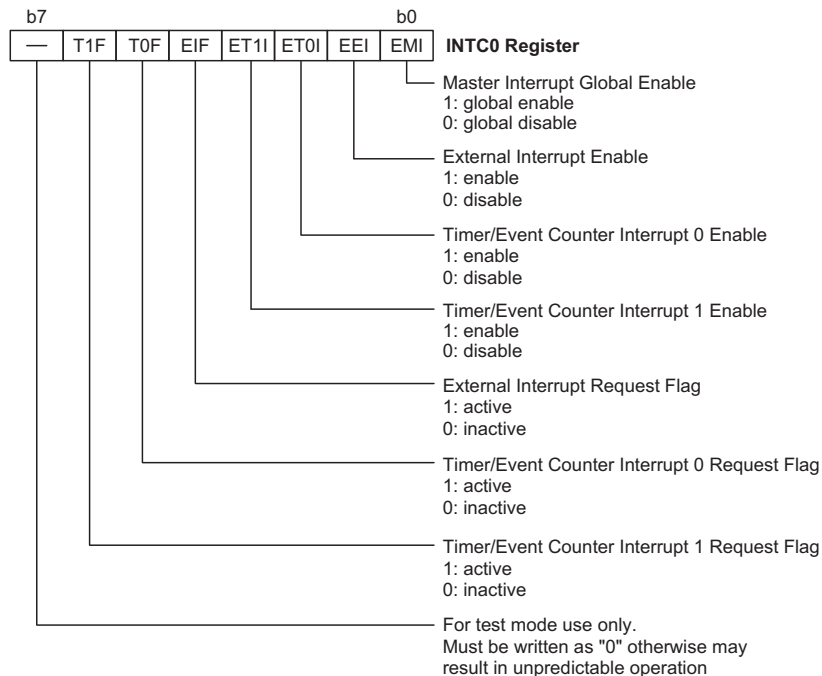 b7 b0
— T1F T0F EIF ET1I ET0I EEI EMI INTC0 Register
Master Interrupt Global Enable
1: global enable
0: global disable
External Interrupt Enable
1: enable
0: disable
Timer/Event Counter Interrupt 0 Enable
1: enable
0: disable
Timer/Event Counter Interrupt 1 Enable
1: enable
0: disable
External Interrupt Request Flag
1: active
0: inactive
Timer/Event Counter Interrupt 0 Request Flag
1: active
0: inactive
Timer/Event Counter Interrupt 1 Request Flag
1: active
0: inactive
For test mode use only.
Must be written as "0" otherwise may
result in unpredictable operation